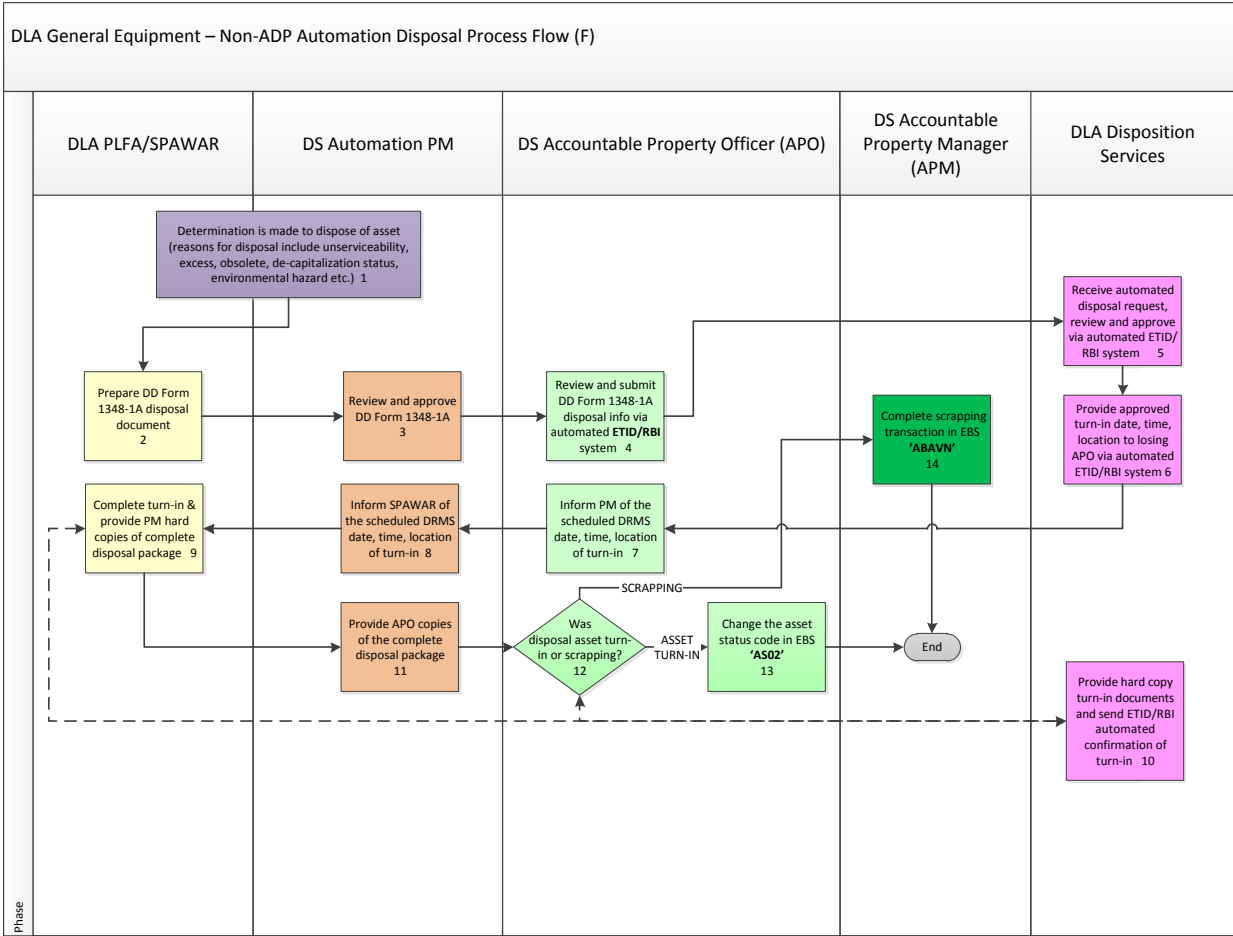 DLA General Equipment – Non-ADP Automation Disposal Process Flow (F)
DLA PLFA/SPAWAR
DS Automation PM
DS Accountable Property Officer (APO)
DS Accountable
Property Manager
(APM)
DLA Disposition
Services
Determination is made to dispose of asset
(reasons for disposal include unserviceability,
excess, obsolete, de-capitalization status,
environmental hazard etc.) 1
Prepare DD Form
1348-1A disposal
document
2
Review and approve
DD Form 1348-1A
3
Review and submit
DD Form 1348-1A
disposal info via
automated ETID/RBI
system 4
Receive automated
disposal request,
review and approve
via automated ETID/
RBI system 5
Provide approved
turn-in date, time,
location to losing
APO via automated
ETID/RBI system 6
Complete scrapping
transaction in EBS
‘ABAVN’
14
Inform PM of the
scheduled DRMS
date, time, location
of turn-in 7
Inform SPAWAR of
the scheduled DRMS
date, time, location
of turn-in 8
Complete turn-in &
provide PM hard
copies of complete
disposal package 9
Provide APO copies
of the complete
disposal package
11
Was
disposal asset turn-
in or scrapping?
12
SCRAPPING
ASSET
TURN-IN
Change the asset
status code in EBS
‘AS02’
13
End
Provide hard copy
turn-in documents
and send ETID/RBI
automated
confirmation of
turn-in 10
Phase